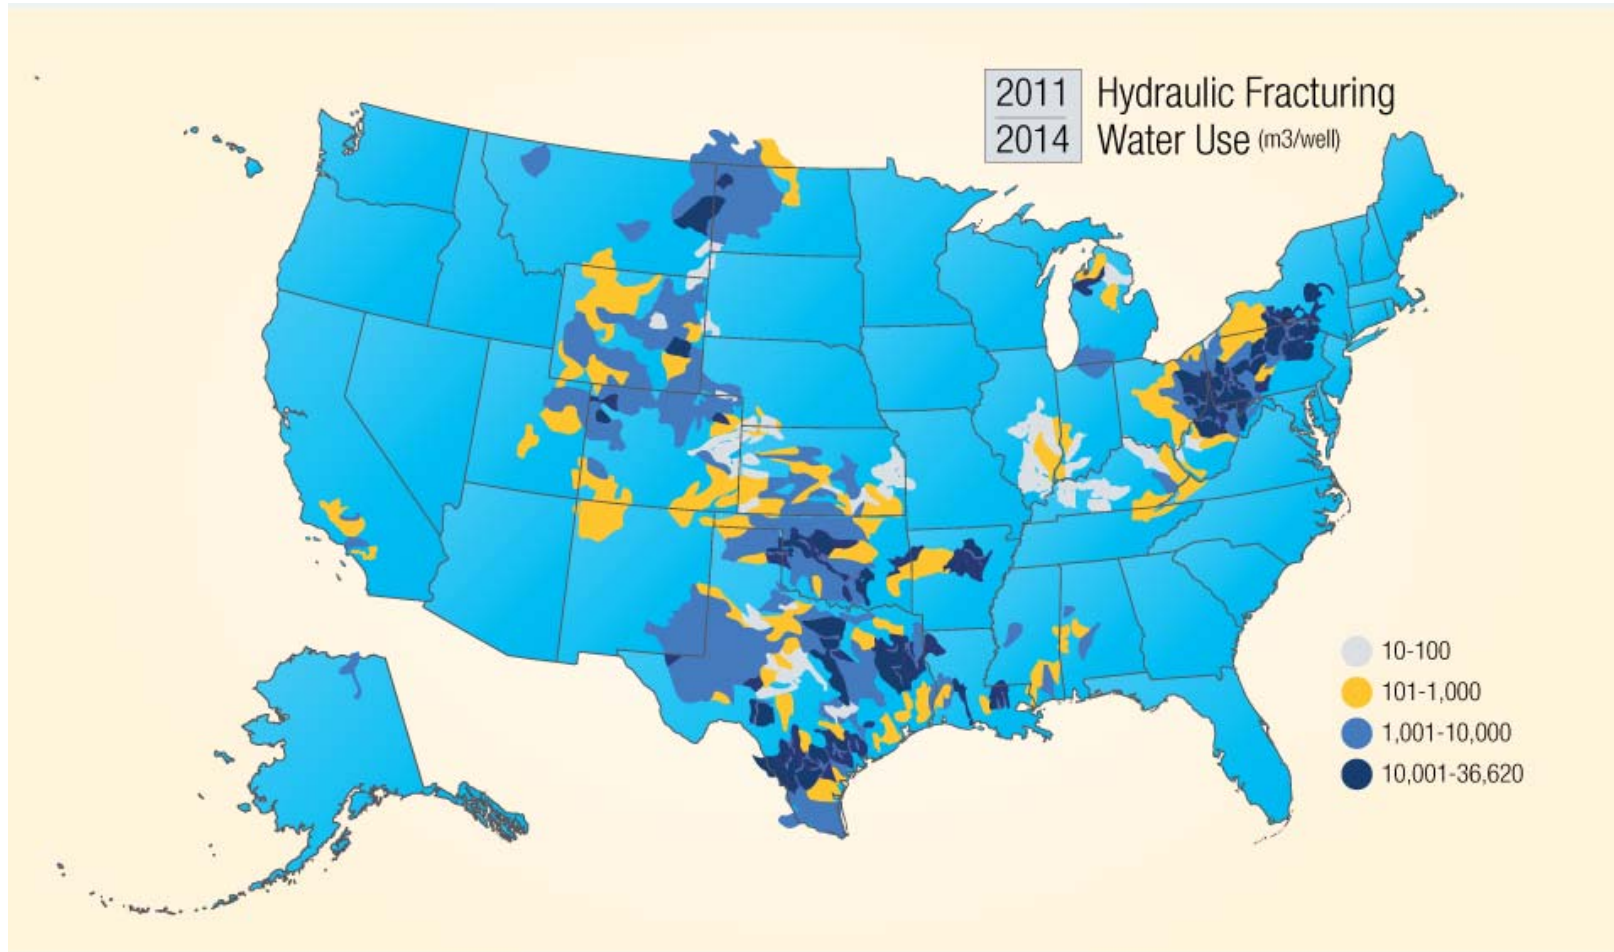 2011 Hydraulic Fracturing
2014 Water Use (m3/well)
10-100
101-1,000
1,001-10,000
10,001-36,620